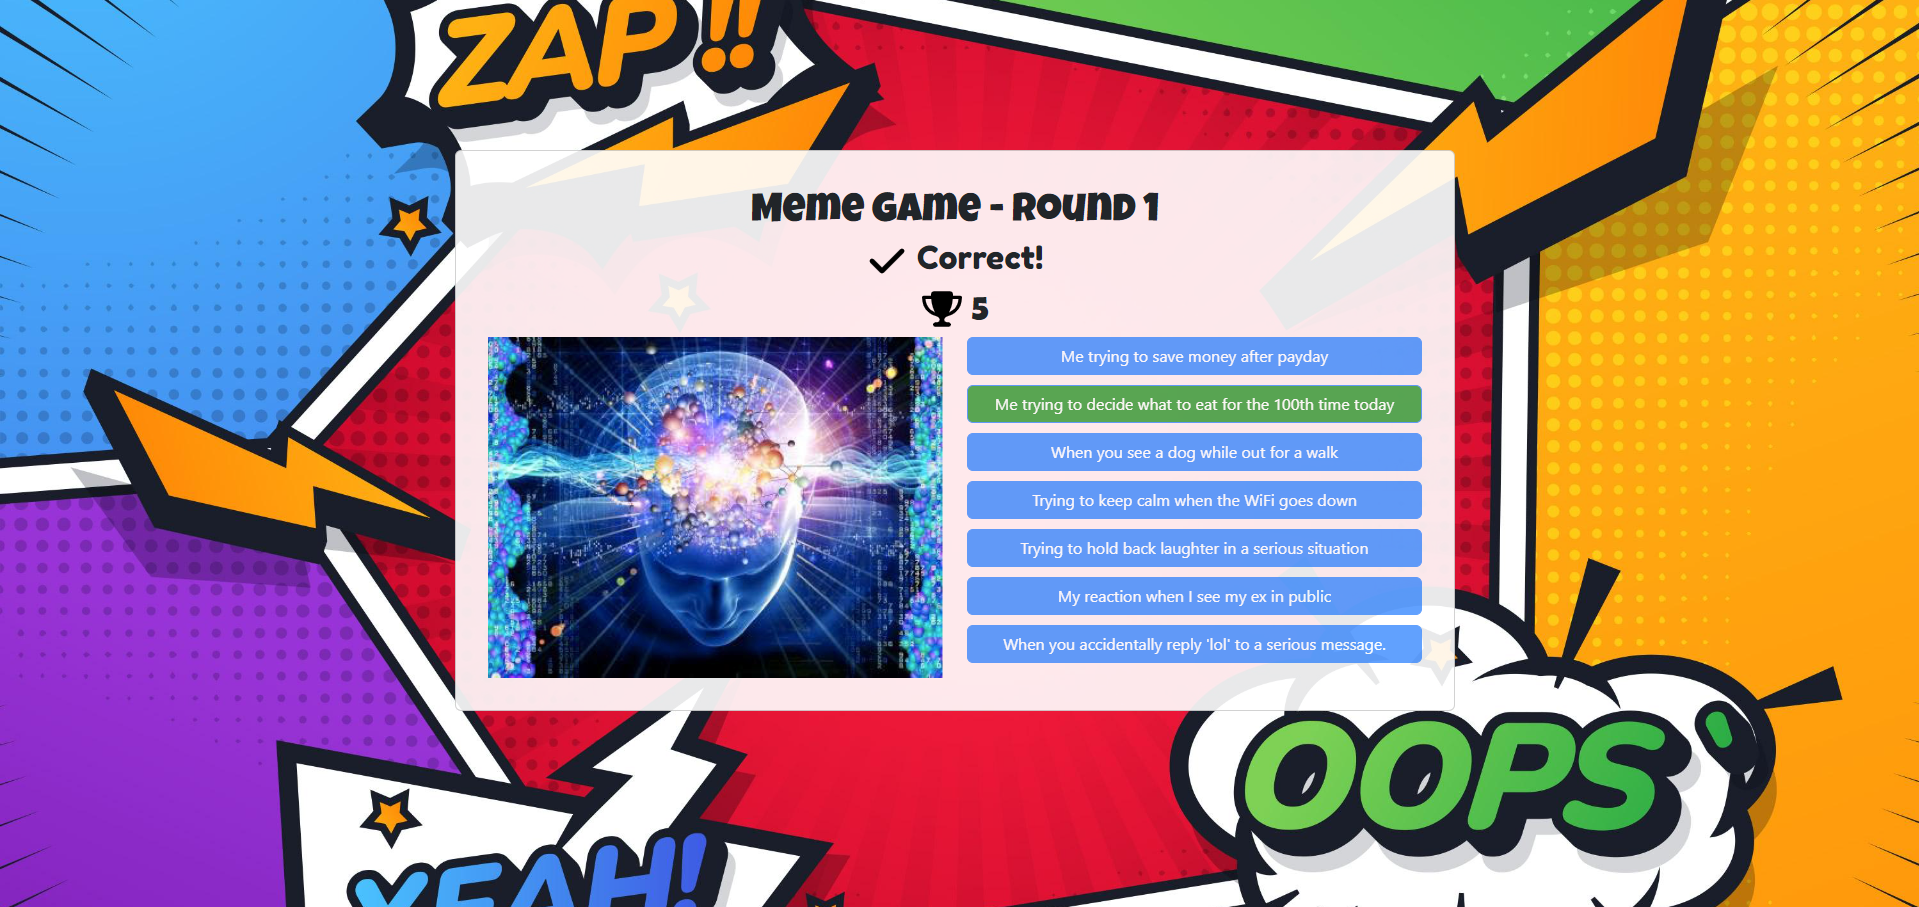 ZAP!!
Meme Game - Round 1
Correct!
5
Me trying to save money after payday
Me trying to decide what to eat for the 100th time today
When you see a dog while out for a walk
Trying to keep calm when the WiFi goes down
Trying to hold back laughter in a serious situation
My reaction when I see my ex in public
When you accidentally reply 'lol' to a serious message.
OOPS
YEAH!